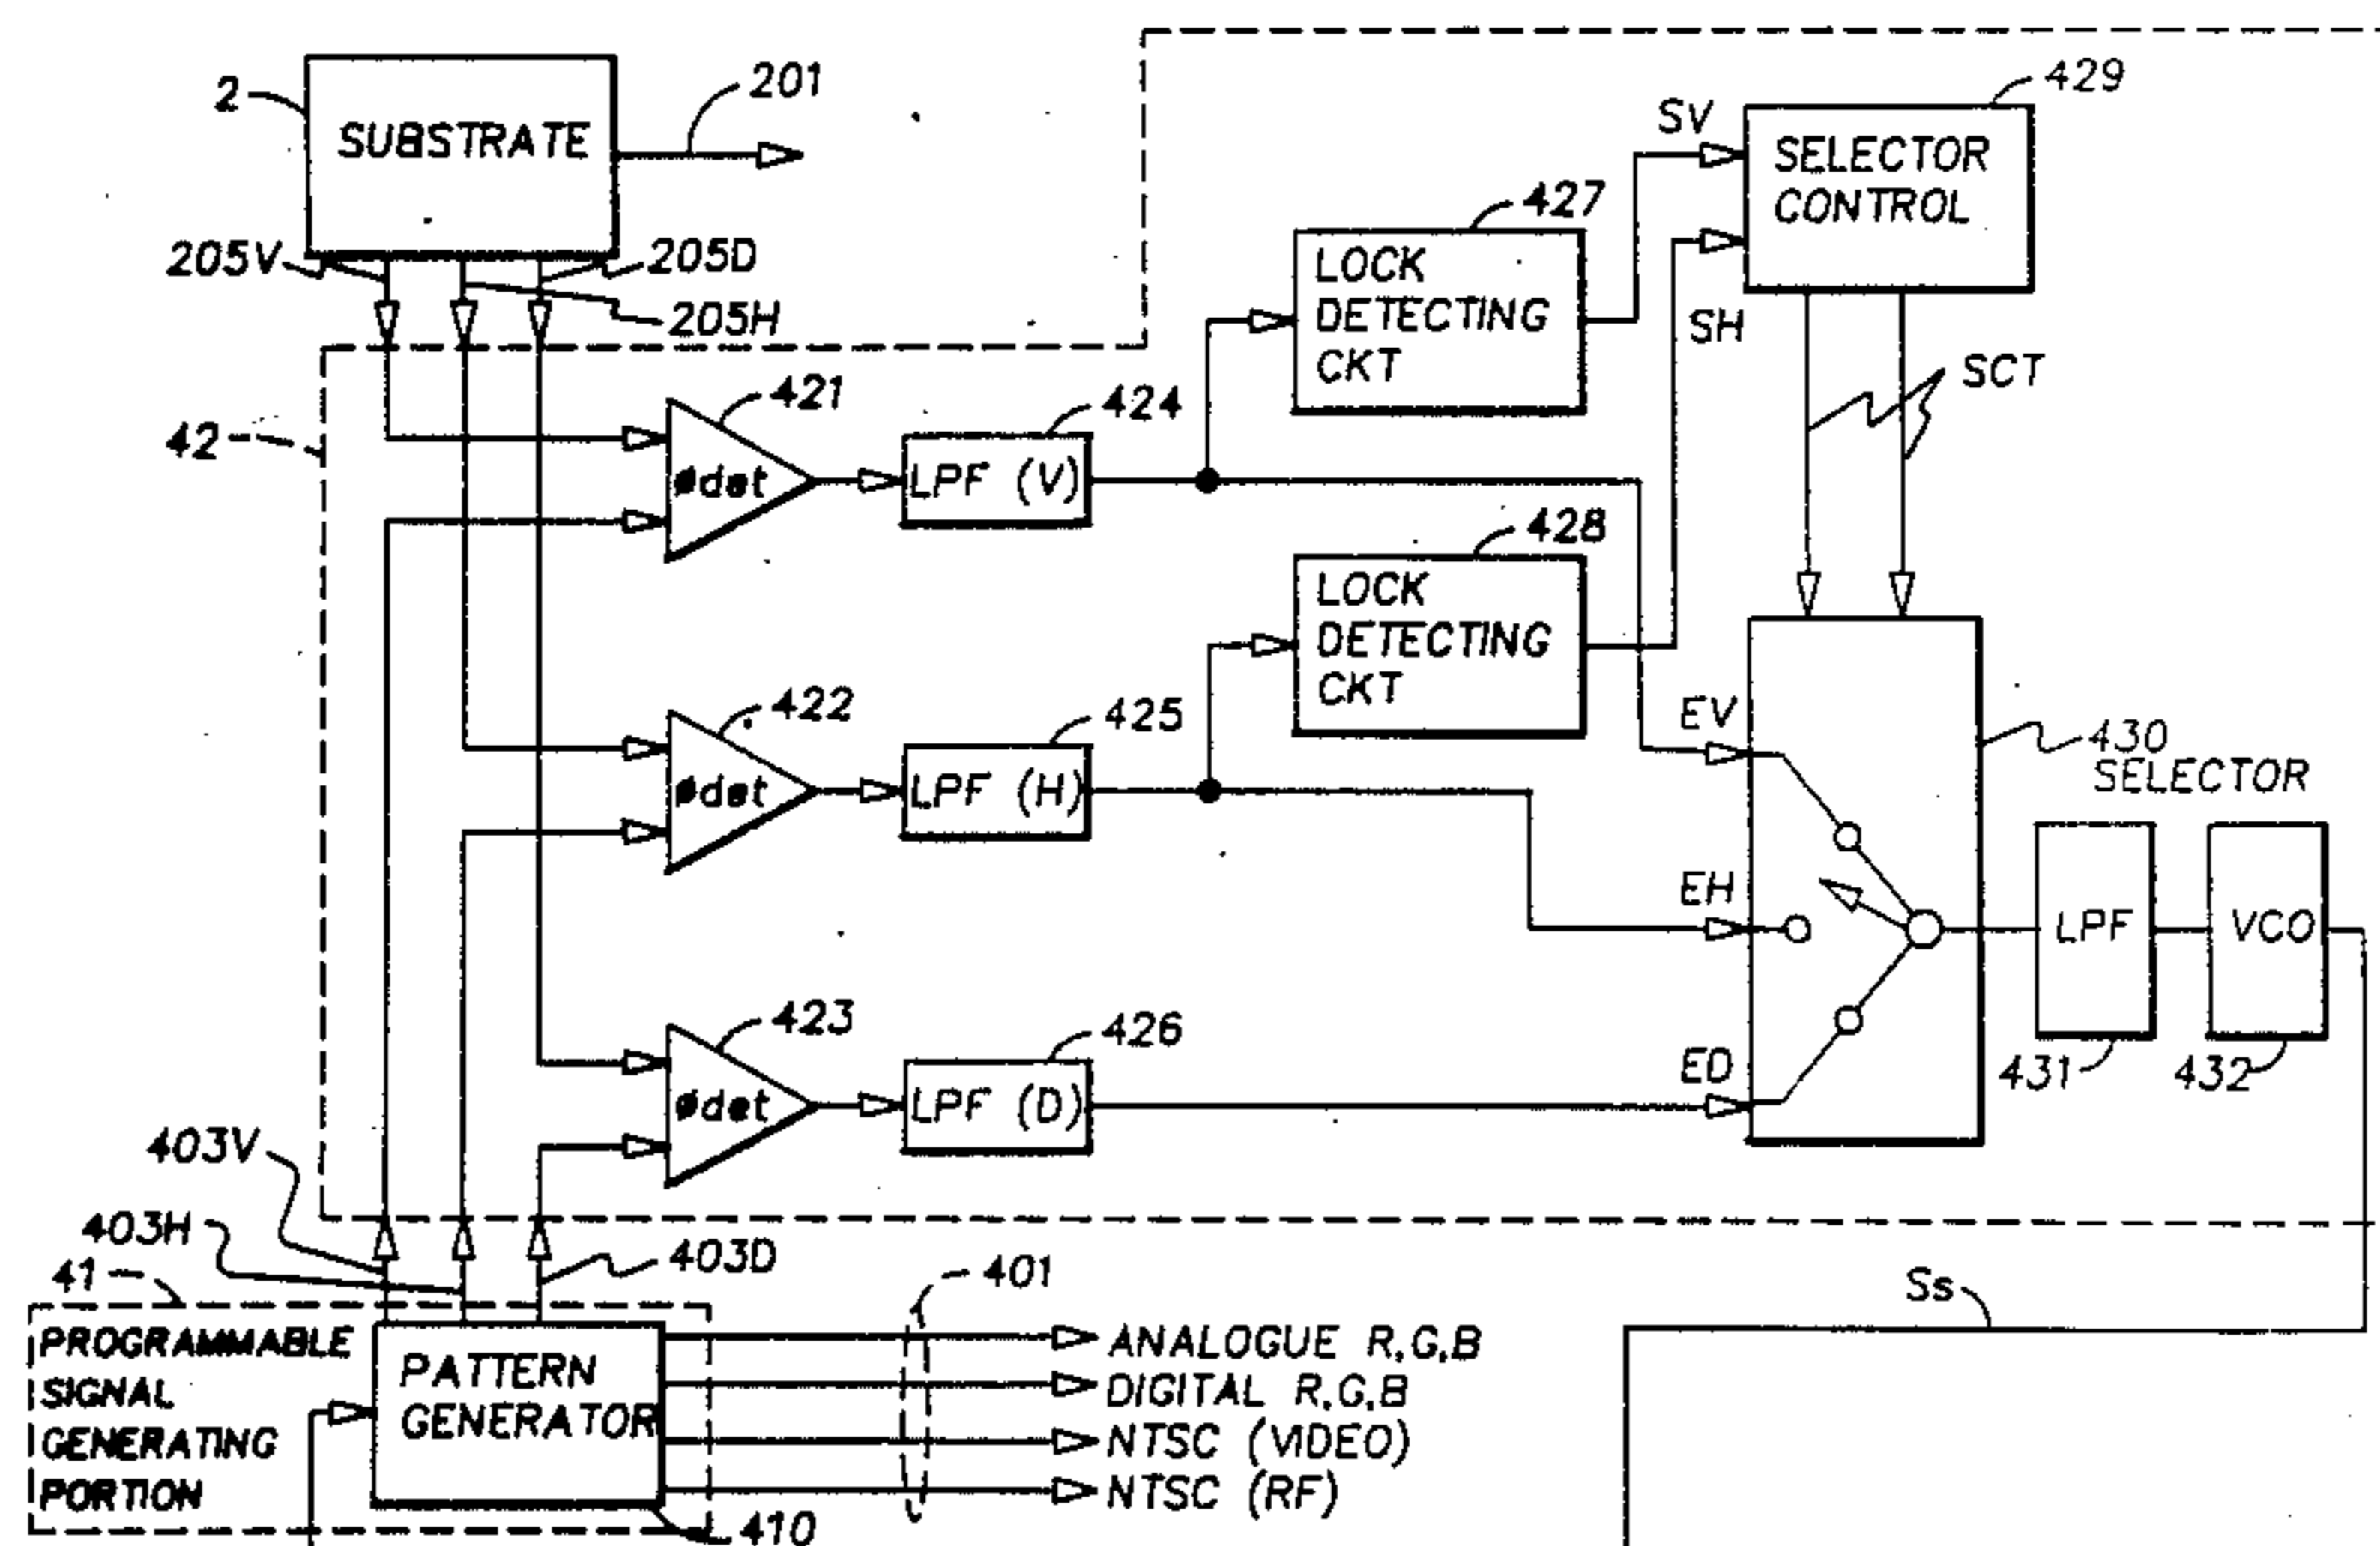 2
SUBSTRATE
201
205V
205D
205H
429
SV
SELECTOR
CONTROL
427
LOCK
DETECTING
CKT
SH
SCT
42
421
424
ødet
LPF (V)
428
LOCK
DETECTING
CKT
422
425
ødet
LPF (H)
EV
430
SELECTOR
EH
LPF
VCO
431
432
423
426
ødet
LPF (D)
ED
403V
403H
403D
41
401
Ss
PROGRAMMABLE
SIGNAL
GENERATING
PORTION
PATTERN
GENERATOR
410
ANALOGUE R,G,B
DIGITAL R,G,B
NTSC (VIDEO)
NTSC (RF)